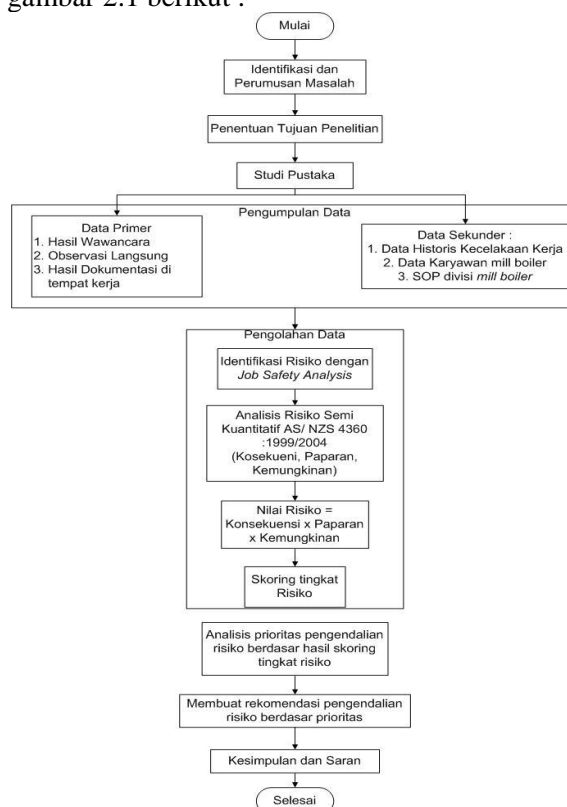 gambar 2.1 berikut :
Mulai
Identifikasi dan
Perumusan Masalah
Penentuan Tujuan Penelitian
Studi Pustaka
Pengumpulan Data
Data Primer
1. Hasil Wawancara
2. Observasi Langsung
3. Hasil Dokumentasi di
tempat kerja
Data Sekunder :
1. Data Historis Kecelakaan Kerja
2. Data Karyawan mill boiler
3. SOP divisi mill boiler
Pengolahan Data
Identifikasi Risiko dengan
Job Safety Analysis
Analisis Risiko Semi
Kuantitatif AS/ NZS 4360
:1999/2004
(Kosekueni, Paparan,
Kemungkinan)
Nilai Risiko =
Konsekuensi x Paparan
x Kemungkinan
Skoring tingkat
Risiko
Analisis prioritas pengendalian
risiko berdasar hasil skoring
tingkat risiko
Membuat rekomendasi pengendalian
risiko berdasar prioritas
Kesimpulan dan Saran
Selesai